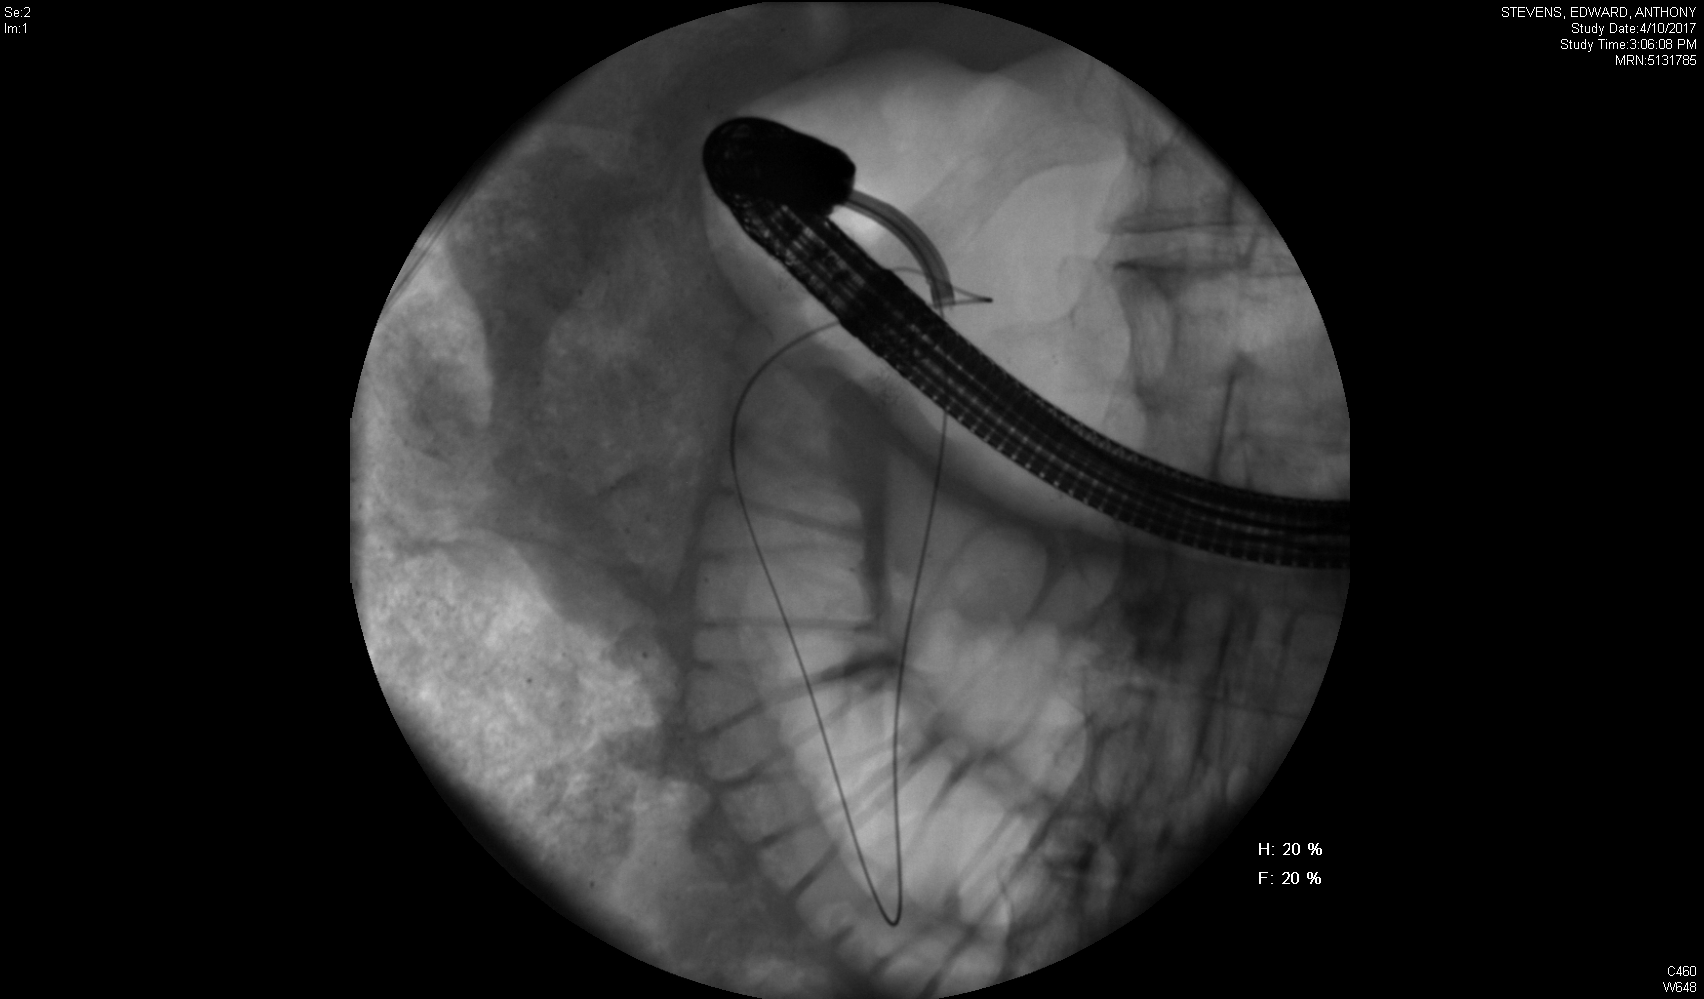 Se:2
Im:1
STEVENS, EDWARD, ANTHONY
Study Date:4/10/2017
Study Time:3:06:08 PM
MRN:5131785
H: 20 %
F: 20 %
C460
W648